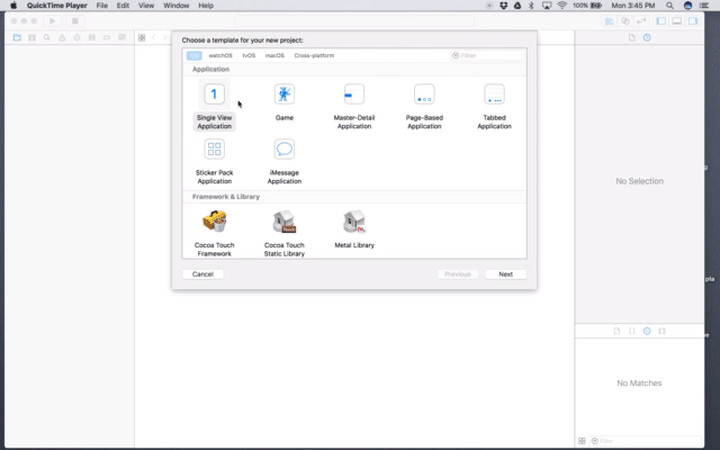 QuickTime Player File Edit View Window Help 100% Mon 3:45 PM
Choose a template for your new project:
iOS watchOS tvOS macOS Cross-platform Filter
Application
1
Single View Application
Game
Master-Detail Application
Page-Based Application
Tabbed Application
Sticker Pack Application
iMessage Application
Framework & Library
Cocoa Touch Framework
Cocoa Touch Static Library
Metal Library
Cancel Previous Next
No Selection
No Matches
Filter